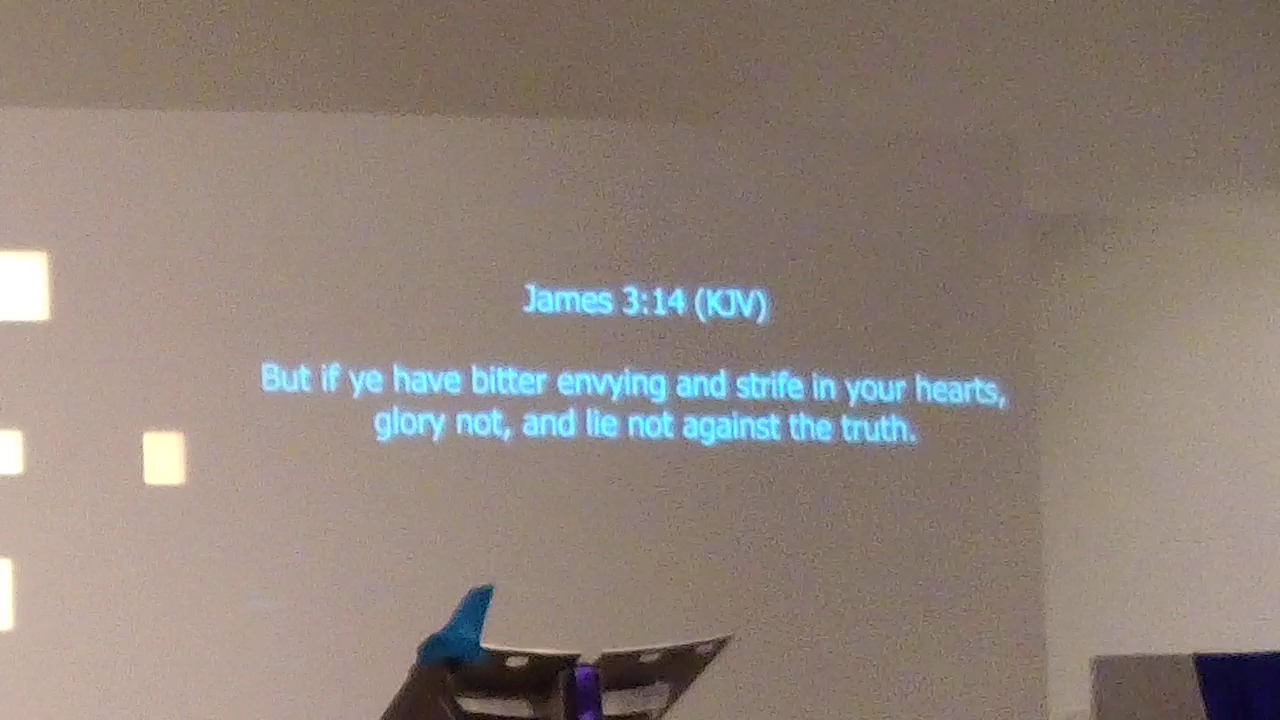 James 3:14 (KJV)
But if ye have bitter envying and strife in your hearts,
glory not, and lie not against the truth.